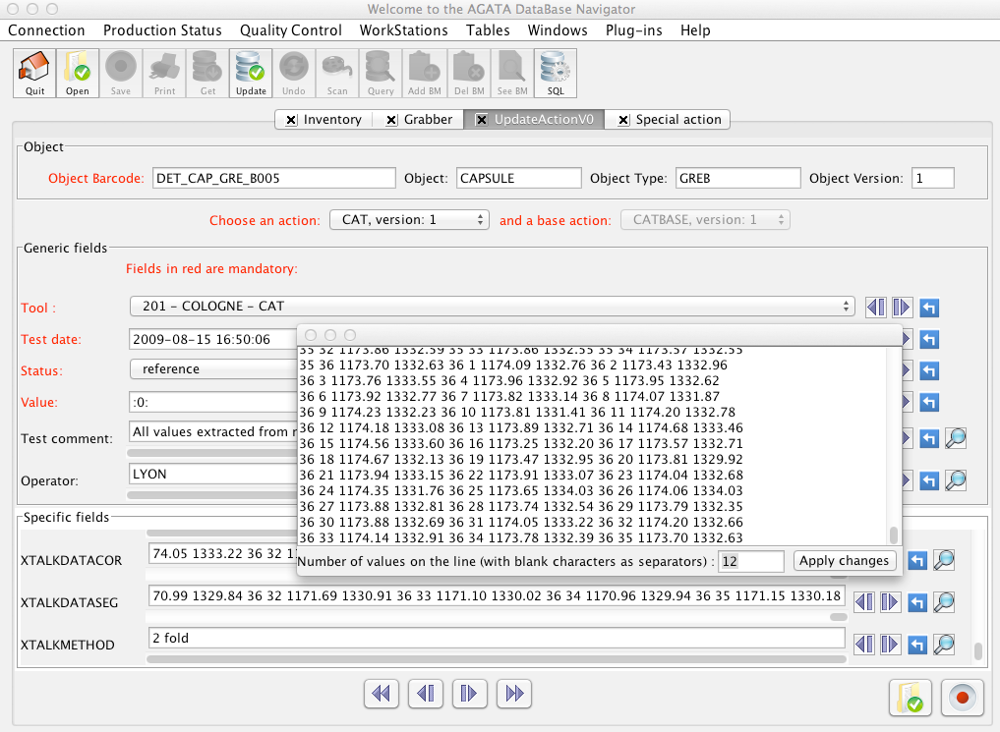 Welcome to the AGATA DataBase Navigator
Connection Production Status Quality Control WorkStations Tables Windows Plug-ins Help
Quit Open Save Print Get Update Undo Scan Query Add BM Del BM See BM SQL
Inventory Grabber UpdateActionV0 Special action
Object
Object Barcode: DET_CAP_GRE_B005 Object: CAPSULE Object Type: GREB Object Version: 1
Choose an action: CAT, version: 1 and a base action: CATBASE, version: 1
Generic fields
Fields in red are mandatory:
Tool : 201 - COLOGNE - CAT
Test date: 2009-08-15 16:50:06
Status: reference
Value: :0:
Test comment: All values extracted from
Operator: LYON
35 32 1173.86 1332.59 35 33 1173.86 1332.55 35 34 1173.57 1332.55
35 36 1173.70 1332.63 36 1 1174.09 1332.76 36 2 1173.43 1332.96
36 3 1173.76 1333.55 36 4 1173.96 1332.92 36 5 1173.95 1332.62
36 6 1173.92 1332.77 36 7 1173.82 1333.14 36 8 1174.07 1331.87
36 9 1174.23 1332.23 36 10 1173.81 1331.41 36 11 1174.20 1332.78
36 12 1174.18 1333.08 36 13 1173.89 1332.71 36 14 1174.68 1333.46
36 15 1174.56 1333.60 36 16 1173.25 1332.20 36 17 1173.57 1332.71
36 18 1174.67 1332.13 36 19 1173.47 1332.95 36 20 1173.81 1329.92
36 21 1173.94 1333.15 36 22 1173.91 1333.07 36 23 1174.04 1332.68
36 24 1174.35 1331.76 36 25 1173.65 1334.03 36 26 1174.06 1334.03
36 27 1173.88 1332.81 36 28 1173.74 1332.54 36 29 1173.79 1332.35
36 30 1173.88 1332.69 36 31 1174.05 1333.22 36 32 1174.20 1332.66
36 33 1174.14 1332.91 36 34 1173.78 1332.39 36 35 1173.70 1332.63
Number of values on the line (with blank characters as separators) : 12 Apply changes
Specific fields
XTALKDATACOR 74.05 1333.22 36 32 1
XTALKDATASEG 70.99 1329.84 36 32 1171.69 1330.91 36 33 1171.10 1330.02 36 34 1170.96 1329.94 36 35 1171.15 1330.18
XTALKMETHOD 2 fold